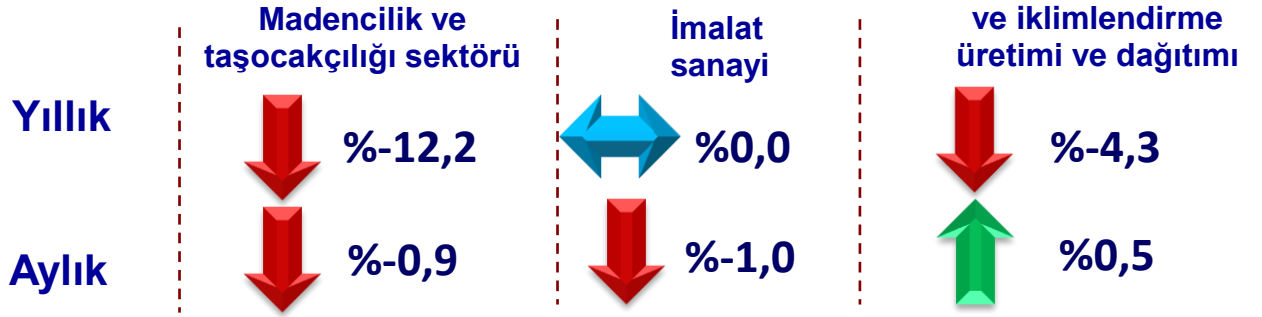 Madencilik ve
taşocakçılığı sektörü
İmalat
sanayi
ve iklimlendirme
üretimi ve dağıtımı
Yıllık
%-12,2
%0,0
%-4,3
Aylık
%-0,9
%-1,0
%0,5